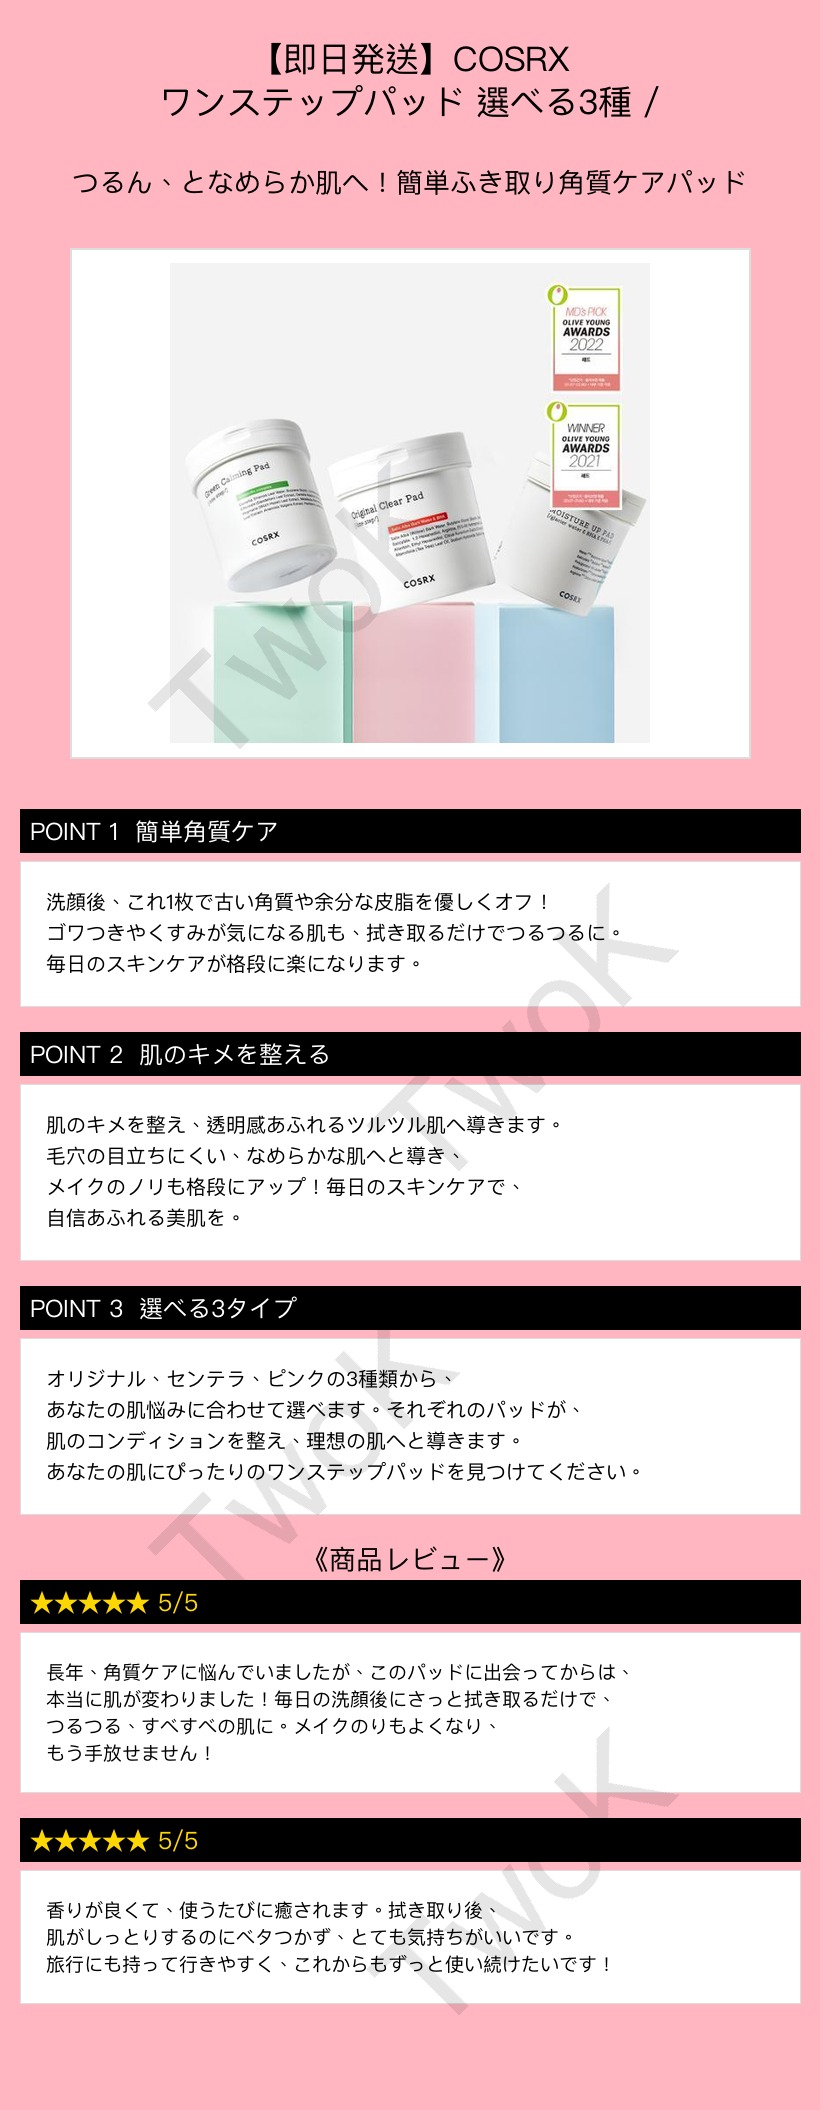 【即日発送】COSRX
ワンステップパッド 選べる3種 /
つるん、となめらか肌へ！簡単ふき取り角質ケアパッド
MD's PICK
OLIVE YOUNG
AWARDS
2022
패드
WINNER
OLIVE YOUNG
AWARDS
2021
패드
Green Calming Pad
[one step]
COSRX
Original Clear Pad
[one step]
COSRX
MOISTURE UP PAD
COSRX
TwoK
POINT 1 簡単角質ケア
洗顔後、これ1枚で古い角質や余分な皮脂を優しくオフ！
ゴワつきやくすみが気になる肌も、拭き取るだけでつるつるに。
毎日のスキンケアが格段に楽になります。
TwoK
POINT 2 肌のキメを整える
肌のキメを整え、透明感あふれるツルツル肌へ導きます。
毛穴の目立ちにくい、なめらかな肌へと導き、
メイクのノリも格段にアップ！毎日のスキンケアで、
自信あふれる美肌を。
POINT 3 選べる3タイプ
オリジナル、センテラ、ピンクの3種類から、
あなたの肌悩みに合わせて選べます。それぞれのパッドが、
肌のコンディションを整え、理想の肌へと導きます。
あなたの肌にぴったりのワンステップパッドを見つけてください。
TwoK
《商品レビュー》
★★★★★ 5/5
長年、角質ケアに悩んでいましたが、このパッドに出会ってからは、
本当に肌が変わりました！毎日の洗顔後にさっと拭き取るだけで、
つるつる、すべすべの肌に。メイクのりもよくなり、
もう手放せません！
★★★★★ 5/5
香りが良くて、使うたびに癒されます。拭き取り後、
肌がしっとりするのにベタつかず、とても気持ちがいいです。
旅行にも持って行きやすく、これからもずっと使い続けたいです！
TwoK